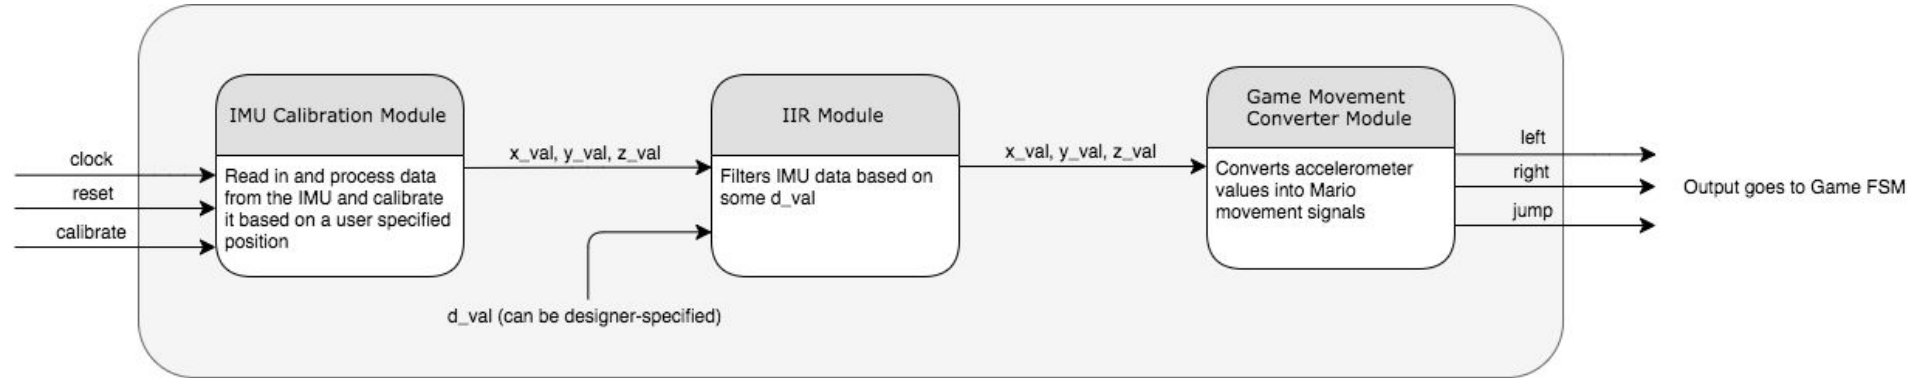 clock
reset
calibrate
IMU Calibration Module
Read in and process data
from the IMU and calibrate
it based on a user specified
position
x_val, y_val, z_val
d_val (can be designer-specified)
IIR Module
Filters IMU data based on
some d_val
x_val, y_val, z_val
Game Movement
Converter Module
Converts accelerometer
values into Mario
movement signals
left
right
jump
Output goes to Game FSM